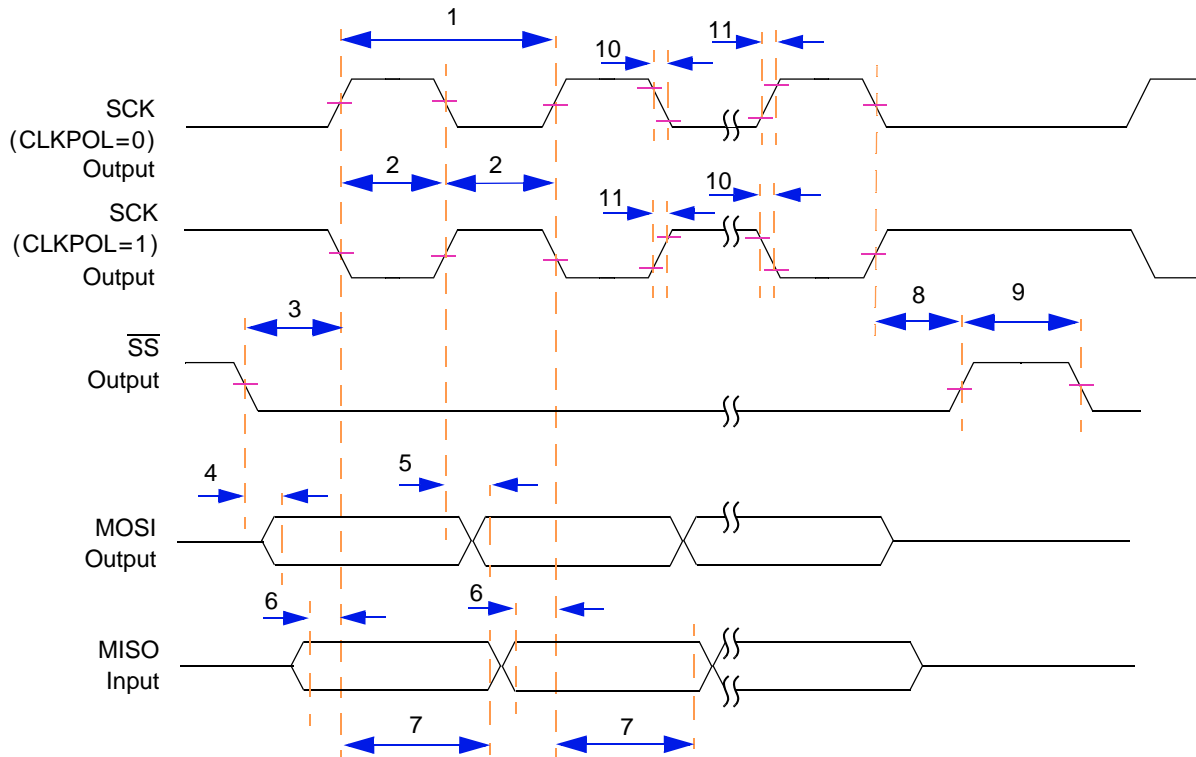 1
10
11
SCK
(CLKPOL=0)
Output
2
2
SCK
(CLKPOL=1)
Output
11
10
3
8
9
SS
Output
4
5
MOSI
Output
6
6
MISO
Input
7
7